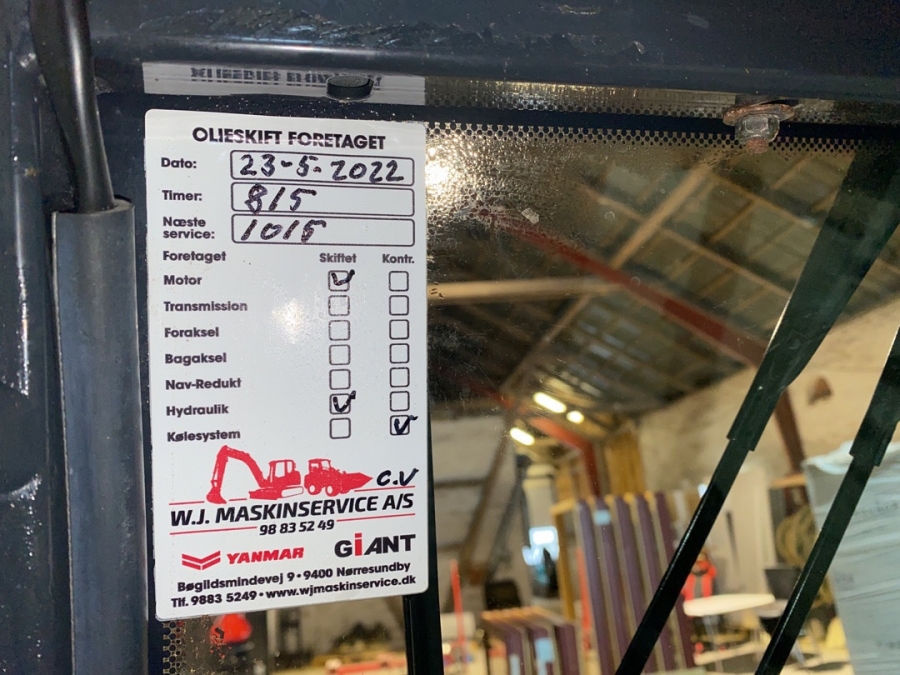 OLIESKIFT FORETAGET
Dato: 23-5-2022
Timer: 815
Næste service: 1015
Foretaget Skiftet Kontr.
Motor
Transmission
Foraksel
Bagaksel
Nav-Redukt
Hydraulik
Kølesystem
C.V
W.J. MASKINSERVICE A/S
98 83 52 49
YANMAR GiANT
Bøgildsmindevej 9 • 9400 Nørresundby
Tlf. 9883 5249 • www.wjmaskinservice.dk